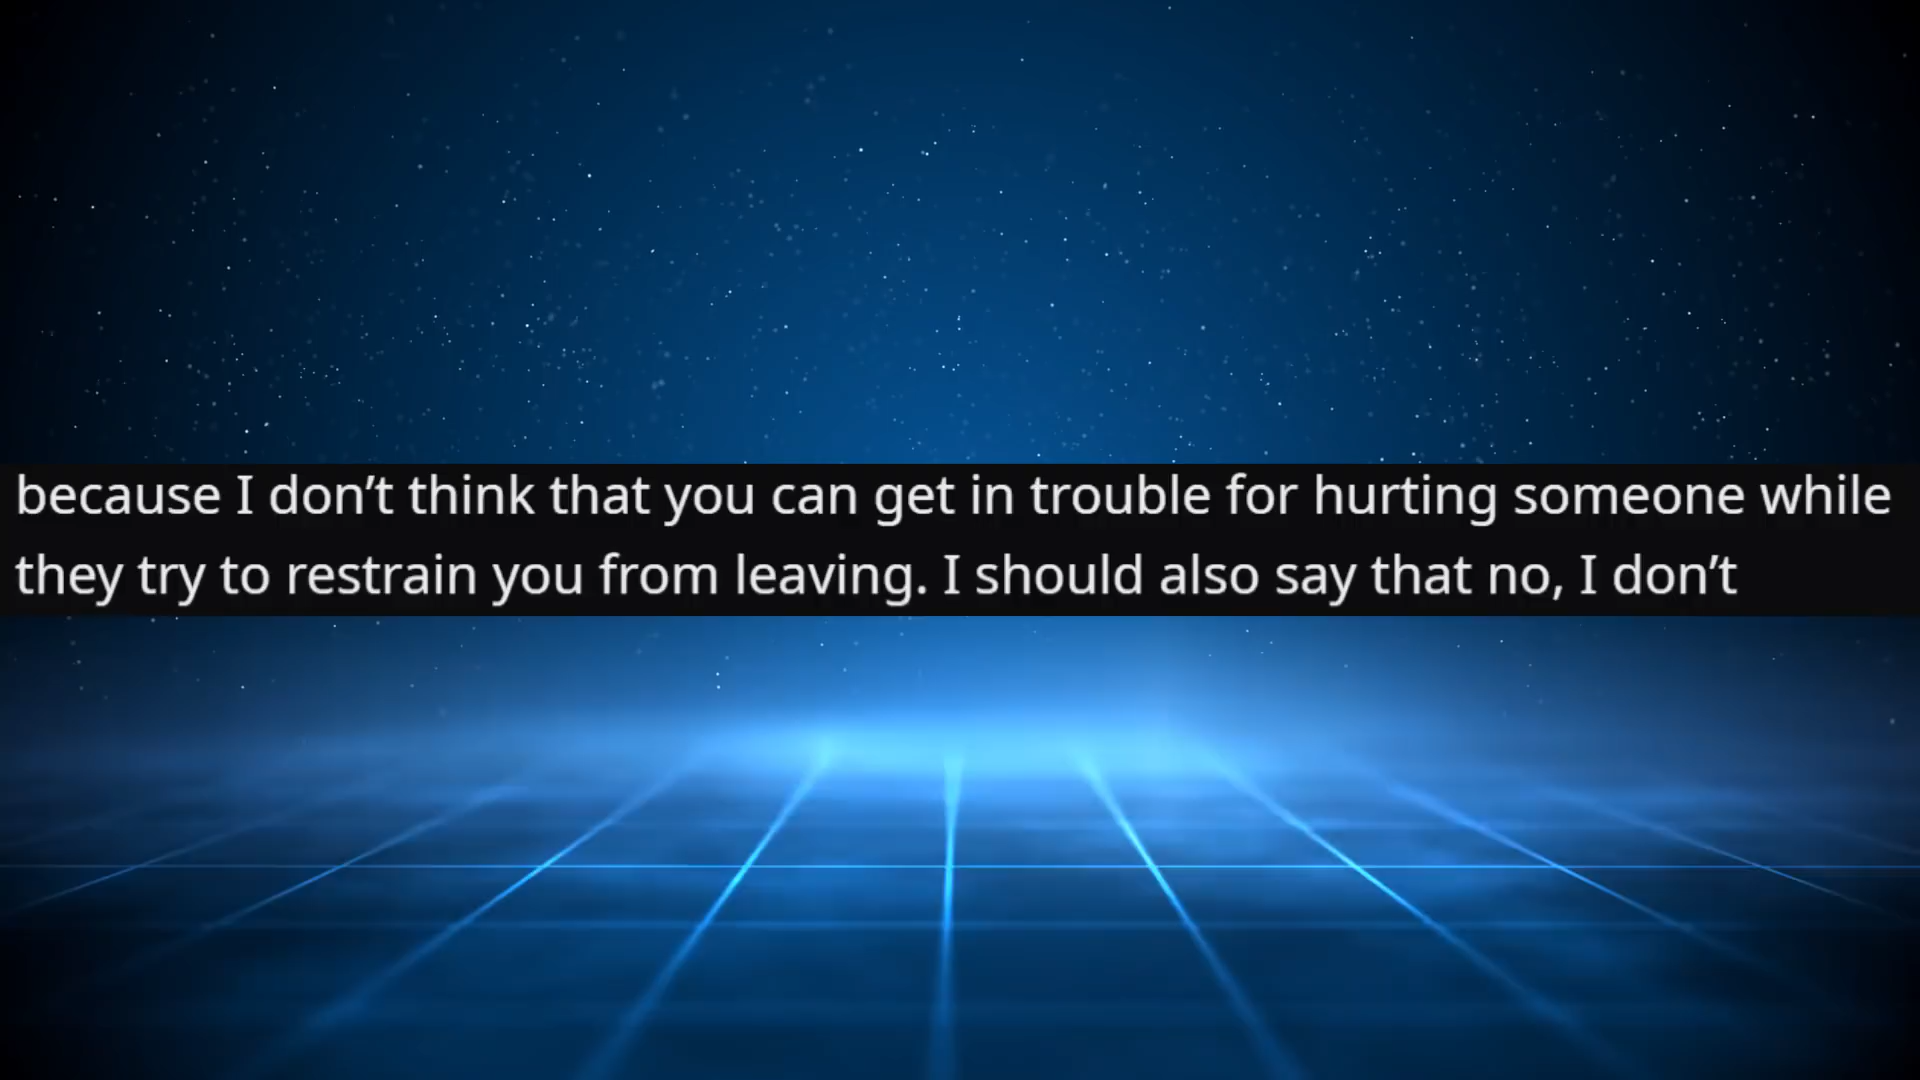 because I don’t think that you can get in trouble for hurting someone while
they try to restrain you from leaving. I should also say that no, I don’t